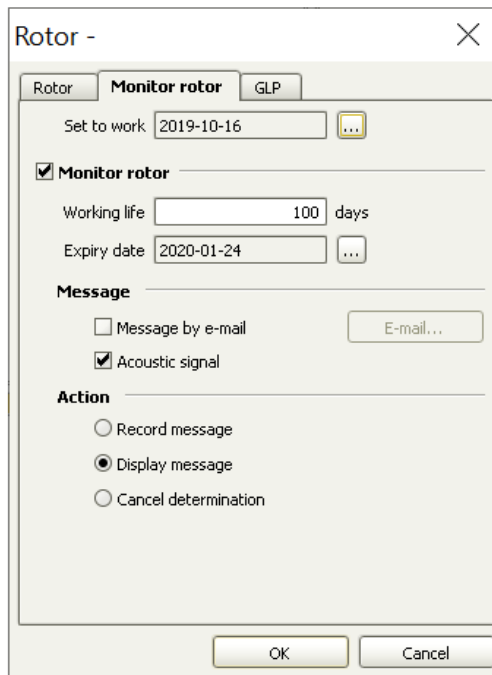 Rotor -
Rotor Monitor rotor GLP
Set to work 2019-10-16 ...
Monitor rotor
Working life 100 days
Expiry date 2020-01-24 ...
Message
Message by e-mail E-mail...
Acoustic signal
Action
Record message
Display message
Cancel determination
OK Cancel